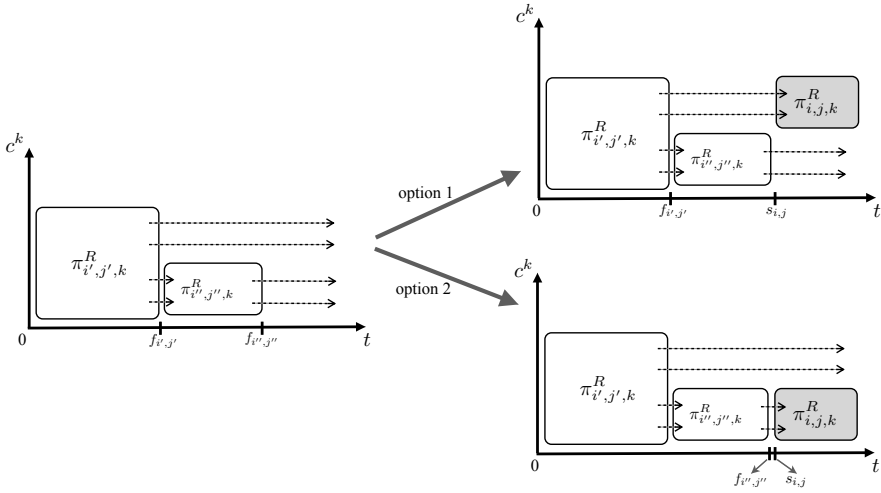 c^k
π^R_{i',j',k}
π^R_{i'',j'',k}
0
f_{i',j'}
f_{i'',j''}
t
option 1
option 2
c^k
π^R_{i',j',k}
π^R_{i'',j'',k}
π^R_{i,j,k}
0
f_{i',j'}
s_{i,j}
t
c^k
π^R_{i',j',k}
π^R_{i'',j'',k}
π^R_{i,j,k}
0
t
f_{i'',j''}
s_{i,j}